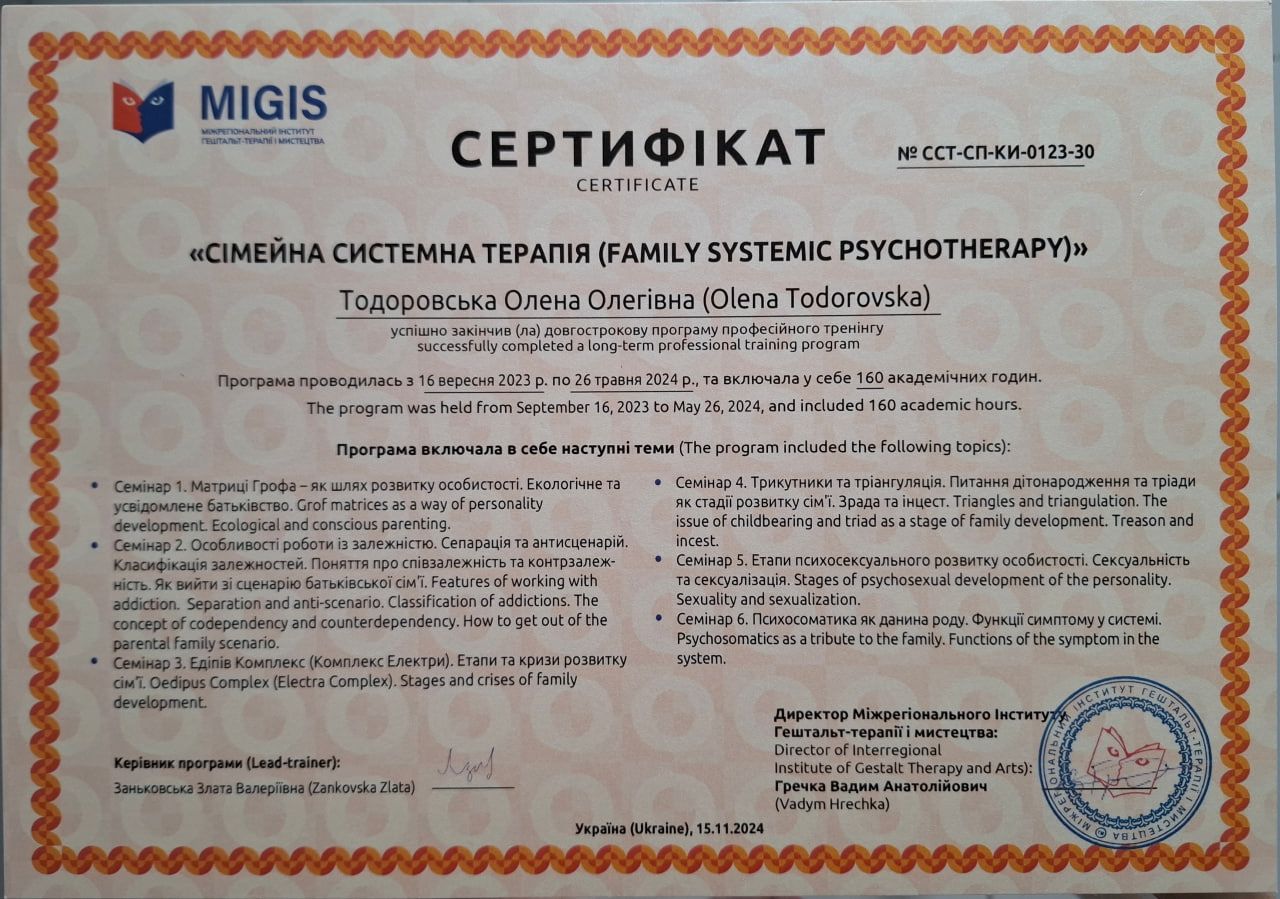 MIGIS
МІЖРЕГІОНАЛЬНИЙ ІНСТИТУТ
ГЕШТАЛЬТ-ТЕРАПІЇ І МИСТЕЦТВА
СЕРТИФІКАТ
CERTIFICATE
№ ССТ-СП-КИ-0123-30
«СІМЕЙНА СИСТЕМНА ТЕРАПІЯ (FAMILY SYSTEMIC PSYCHOTHERAPY)»
Тодоровська Олена Олегівна (Olena Todorovska)
успішно закінчив (ла) довгострокову програму професійного тренінгу
successfully completed a long-term professional training program
Програма проводилась з 16 вересня 2023 р. по 26 травня 2024 р., та включала у себе 160 академічних годин.
The program was held from September 16, 2023 to May 26, 2024, and included 160 academic hours.
Програма включала в себе наступні теми (The program included the following topics):
• Семінар 1. Матриці Грофа – як шлях розвитку особистості. Екологічне та
усвідомлене батьківство. Grof matrices as a way of personality
development. Ecological and conscious parenting.
• Семінар 2. Особливості роботи із залежністю. Сепарація та антисценарій.
Класифікація залежностей. Поняття про співзалежність та контрзалеж-
ність. Як вийти зі сценарію батьківської сім'ї. Features of working with
addiction. Separation and anti-scenario. Classification of addictions. The
concept of codependency and counterdependency. How to get out of the
parental family scenario.
• Семінар 3. Едіпів Комплекс (Комплекс Електри). Етапи та кризи розвитку
сім'ї. Oedipus Complex (Electra Complex). Stages and crises of family
development.
• Семінар 4. Трикутники та тріангуляція. Питання дітонародження та тріади
як стадії розвитку сім'ї. Зрада та інцест. Triangles and triangulation. The
issue of childbearing and triad as a stage of family development. Treason and
incest.
• Семінар 5. Етапи психосексуального розвитку особистості. Сексуальність
та сексуалізація. Stages of psychosexual development of the personality.
Sexuality and sexualization.
• Семінар 6. Психосоматика як данина роду. Функції симптому у системі.
Psychosomatics as a tribute to the family. Functions of the symptom in the
system.
Керівник програми (Lead-trainer):
Заньковська Злата Валеріївна (Zankovska Zlata)
Директор Міжрегіонального Інституту
Гештальт-терапії і мистецтва:
Director of Interregional
Institute of Gestalt Therapy and Arts):
Гречка Вадим Анатолійович
(Vadym Hrechka)
МІЖРЕГІОНАЛЬНИЙ ІНСТИТУТ ГЕШТАЛЬТ-ТЕРАПІЇ І МИСТЕЦТВА
Україна (Ukraine), 15.11.2024